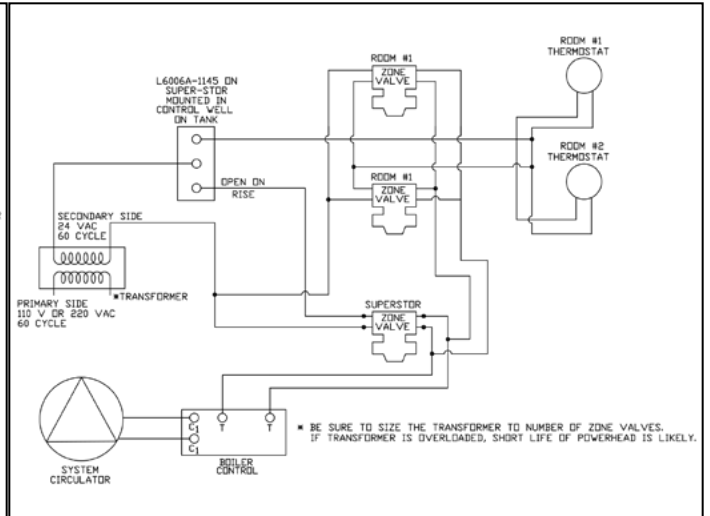 ROOM #1
THERMOSTAT
ROOM #1
ZONE
VALVE
L6006A-1145 ON
SUPER-STOR
MOUNTED IN
CONTROL WELL
ON TANK
ROOM #2
THERMOSTAT
OPEN ON
RISE
ROOM #1
ZONE
VALVE
SECONDARY SIDE
24 VAC
60 CYCLE
*TRANSFORMER
PRIMARY SIDE
110 V OR 220 VAC
60 CYCLE
SUPERSTOR
ZONE
VALVE
C1
T
T
C1
BOILER
CONTROL
SYSTEM
CIRCULATOR
* BE SURE TO SIZE THE TRANSFORMER TO NUMBER OF ZONE VALVES.
IF TRANSFORMER IS OVERLOADED, SHORT LIFE OF POWERHEAD IS LIKELY.